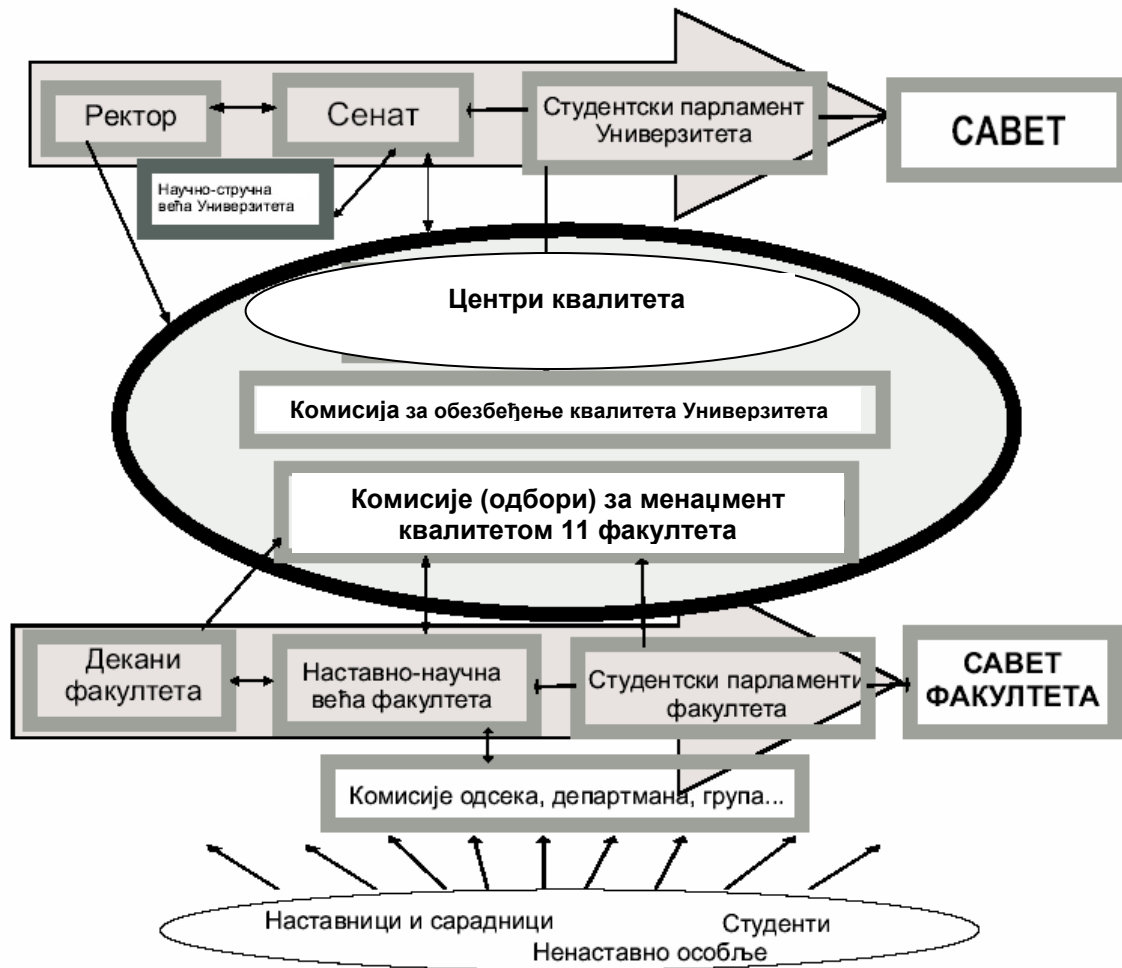 Ректор
Сенат
Студентски парламент
Универзитета
САВЕТ
Научно-стручна
већа Универзитета
Центри квалитета
Комисија за обезбеђење квалитета Универзитета
Комисије (одбори) за менаџмент
квалитетом 11 факултета
Декани
факултета
Наставно-научна
већа факултета
Студентски парламенти
факултета
САВЕТ
ФАКУЛТЕТА
Комисије одсека, департмана, група...
Наставници и сарадници
Студенти
Ненаставно особље